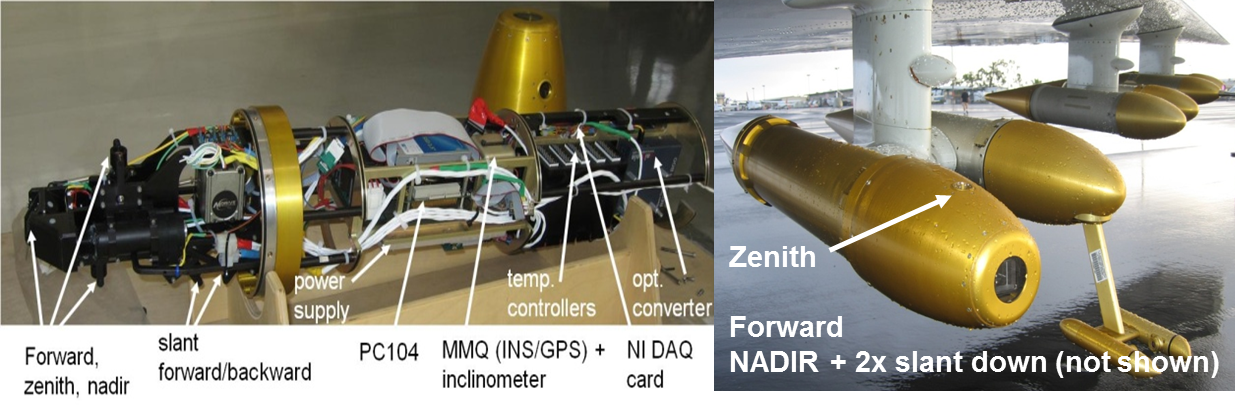 power
supply
temp.
controllers
opt.
converter
Forward,
zenith, nadir
slant
forward/backward
PC104
MMQ (INS/GPS) +
inclinometer
NI DAQ
card
Zenith
Forward
NADIR + 2x slant down (not shown)